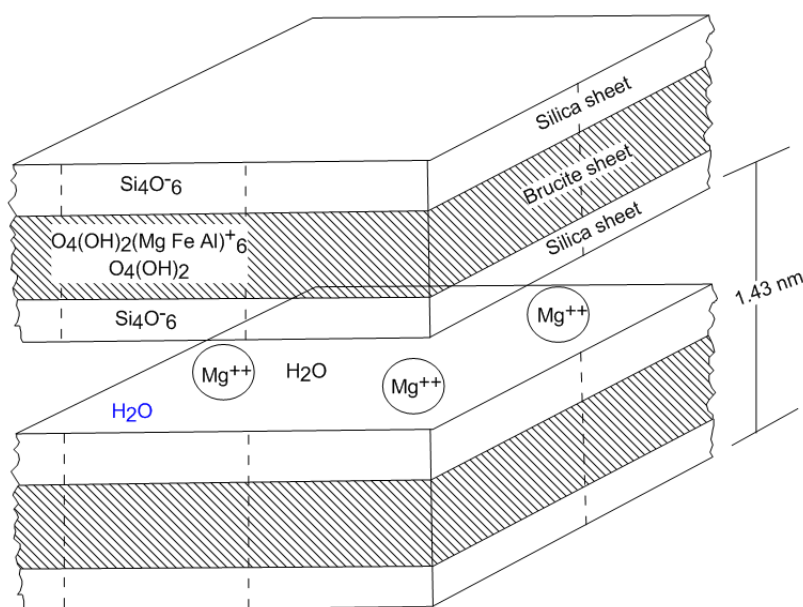 Silica sheet
Brucite sheet
Silica sheet
Si4O-6
O4(OH)2(Mg Fe Al)+6
O4(OH)2
Si4O-6
1.43 nm
Mg++
Mg++
H2O
Mg++
H2O